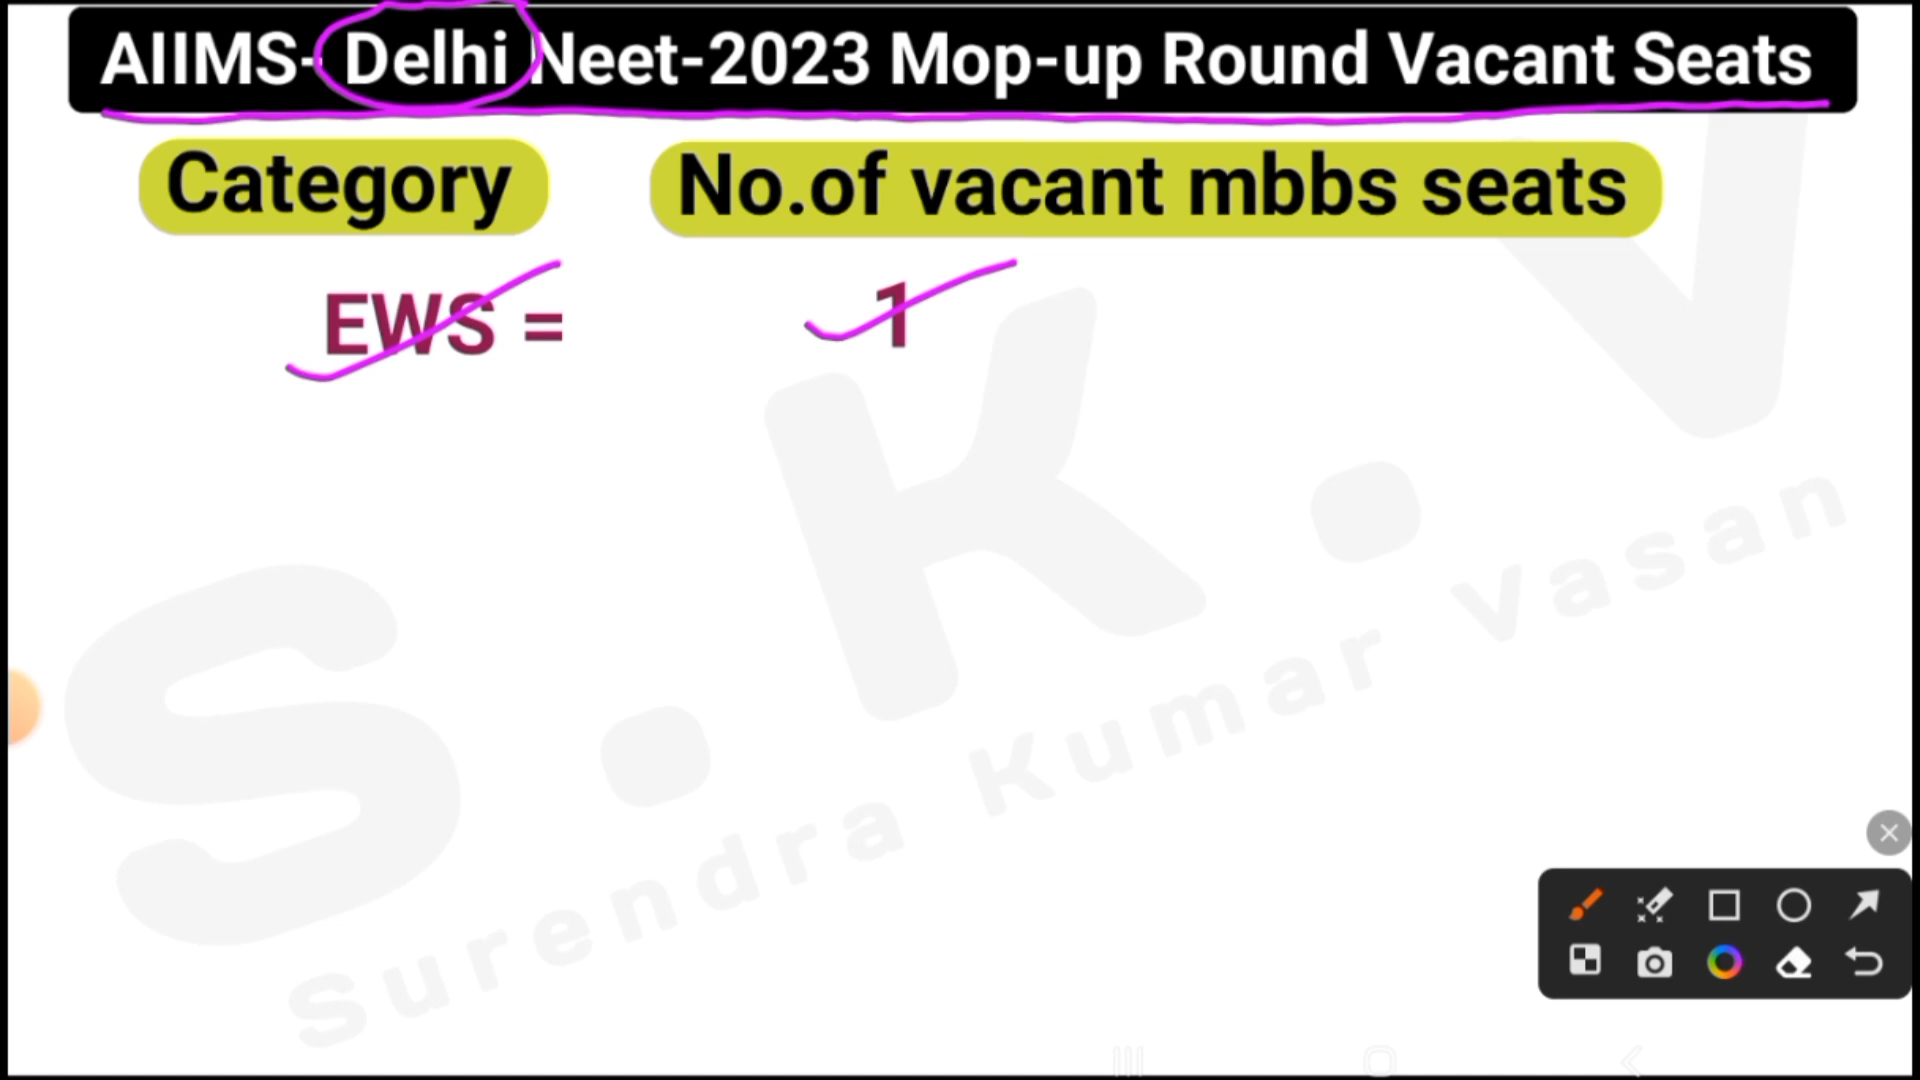 AIIMS- Delhi Neet-2023 Mop-up Round Vacant Seats
Category No.of vacant mbbs seats
EWS = 1
S.K.V
Surendra Kumar Vasan